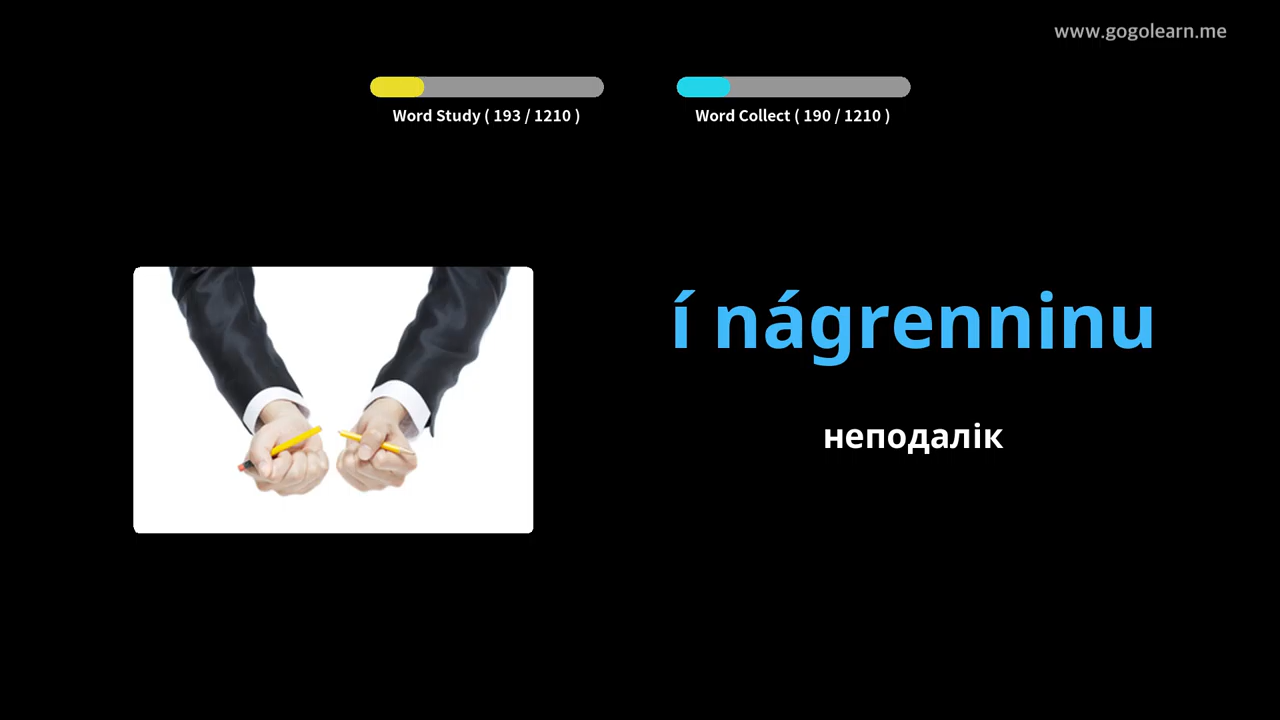 www.gogolearn.me
Word Study ( 193 / 1210 )
Word Collect ( 190 / 1210 )
í nágrenninu
неподалік